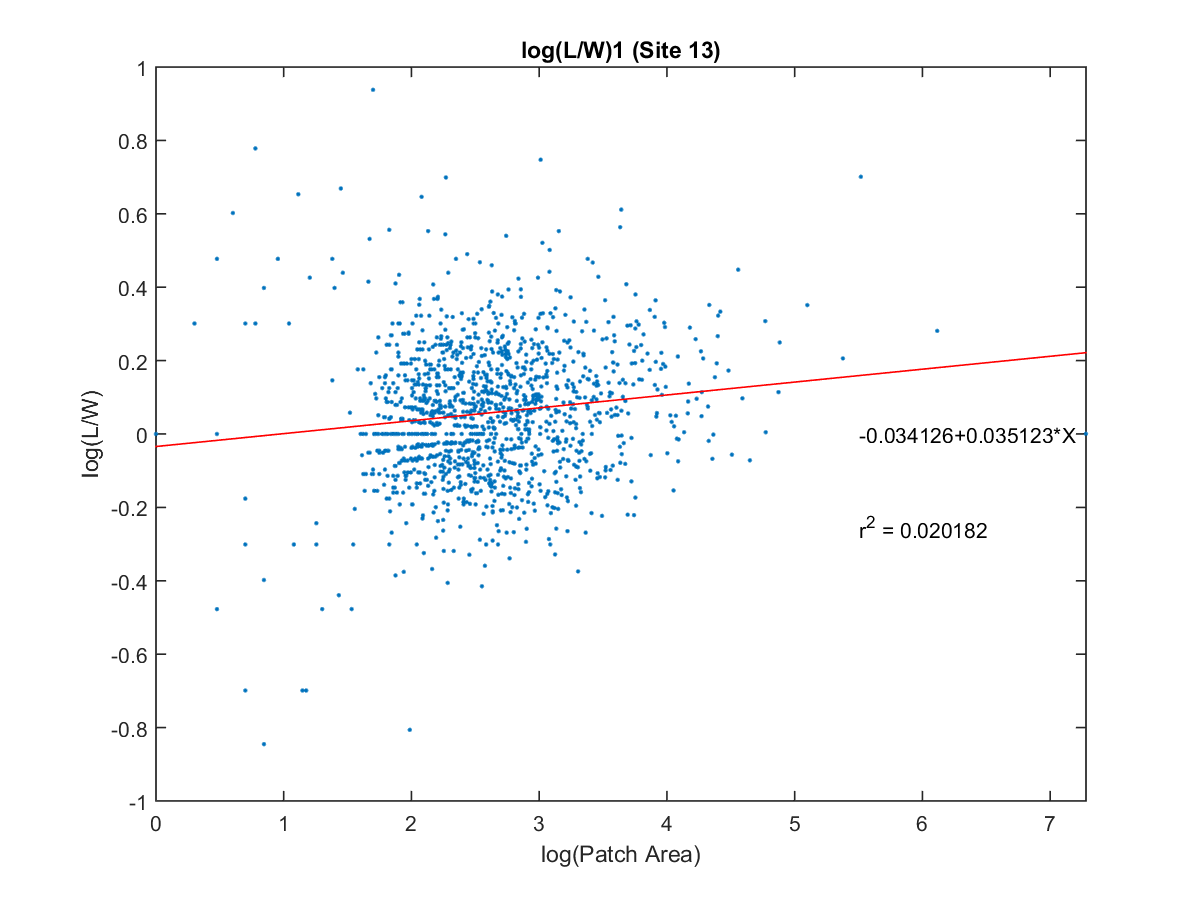 log(L/W)1 (Site 13)
1
0.8
0.6
0.4
0.2
0
-0.2
-0.4
-0.6
-0.8
-1
log(L/W)
-0.034126+0.035123*X
r² = 0.020182
0 1 2 3 4 5 6 7
log(Patch Area)